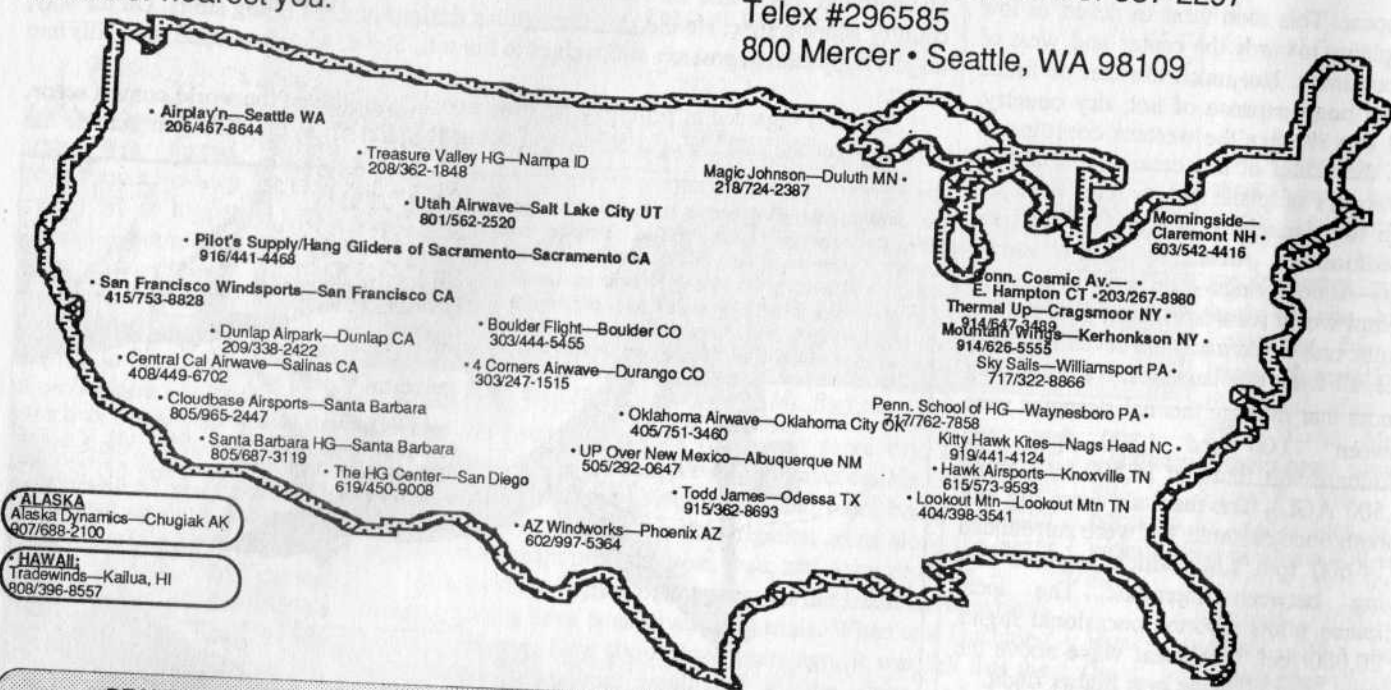 Telex #296585
800 Mercer • Seattle, WA 98109
• Airplay'n—Seattle WA
206/467-8644
• Treasure Valley HG—Nampa ID
208/362-1848
Magic Johnson—Duluth MN •
218/724-2387
• Utah Airwave—Salt Lake City UT
801/562-2520
Morningside—
Claremont NH •
603/542-4416
• Pilot's Supply/Hang Gliders of Sacramento—Sacramento CA
916/441-4468
• San Francisco Windsports—San Francisco CA
415/753-8828
Conn. Cosmic Av.— •
E. Hampton CT •203/267-8980
Thermal Up—Cragsmoor NY •
914/647-3489
Mountain Wings—Kerhonkson NY •
914/626-5555
Sky Sails—Williamsport PA •
717/322-8866
• Dunlap Airpark—Dunlap CA
209/338-2422
• Boulder Flight—Boulder CO
303/444-5455
• Central Cal Airwave—Salinas CA
408/449-6702
• 4 Corners Airwave—Durango CO
303/247-1515
• Cloudbase Airsports—Santa Barbara
805/965-2447
• Oklahoma Airwave—Oklahoma City OK
405/751-3460
Penn. School of HG—Waynesboro PA •
717/762-7858
• Santa Barbara HG—Santa Barbara
805/687-3119
• UP Over New Mexico—Albuquerque NM
505/292-0647
Kitty Hawk Kites—Nags Head NC •
919/441-4124
• The HG Center—San Diego
619/450-9008
• Hawk Airsports—Knoxville TN
615/573-9593
• Todd James—Odessa TX
915/362-8693
• Lookout Mtn—Lookout Mtn TN
404/398-3541
• AZ Windworks—Phoenix AZ
602/997-5364
• ALASKA
Alaska Dynamics—Chugiak AK
907/688-2100
• HAWAII:
Tradewinds—Kailua, HI
808/396-8557